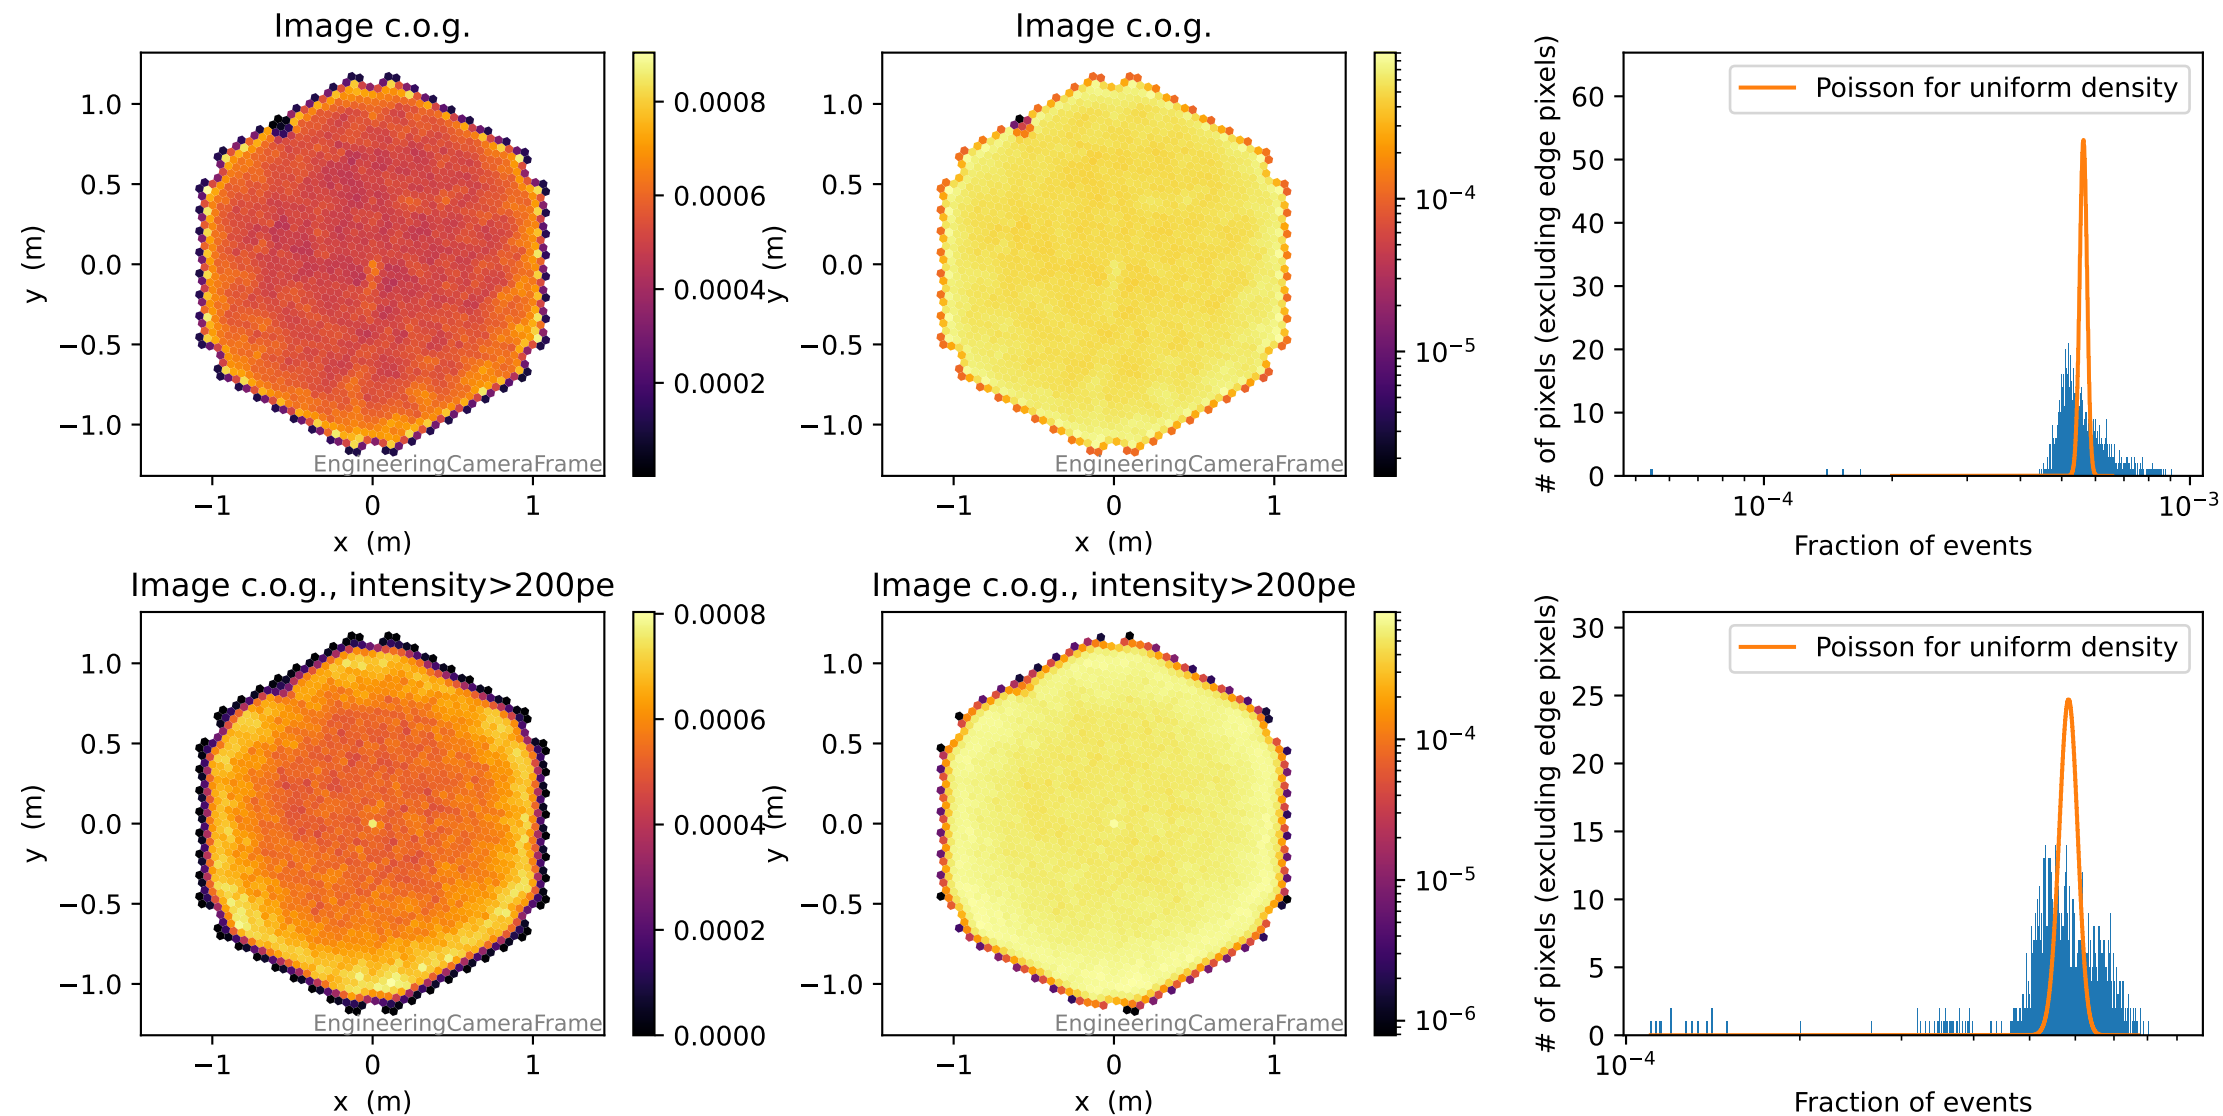 Image c.o.g.
1.0
0.5
0.0
−0.5
−1.0
y (m)
−1
0
1
x (m)
EngineeringCameraFrame
0.0008
0.0006
0.0004
0.0002
Image c.o.g.
1.0
0.5
0.0
−0.5
−1.0
y (m)
−1
0
1
x (m)
EngineeringCameraFrame
10−4
10−5
Poisson for uniform density
# of pixels (excluding edge pixels)
60
50
40
30
20
10
0
10−4
10−3
Fraction of events
Image c.o.g., intensity>200pe
1.0
0.5
0.0
−0.5
−1.0
y (m)
−1
0
1
x (m)
EngineeringCameraFrame
0.0008
0.0006
0.0004
0.0002
0.0000
Image c.o.g., intensity>200pe
1.0
0.5
0.0
−0.5
−1.0
y (m)
−1
0
1
x (m)
EngineeringCameraFrame
10−4
10−5
10−6
Poisson for uniform density
# of pixels (excluding edge pixels)
30
25
20
15
10
5
0
10−4
Fraction of events